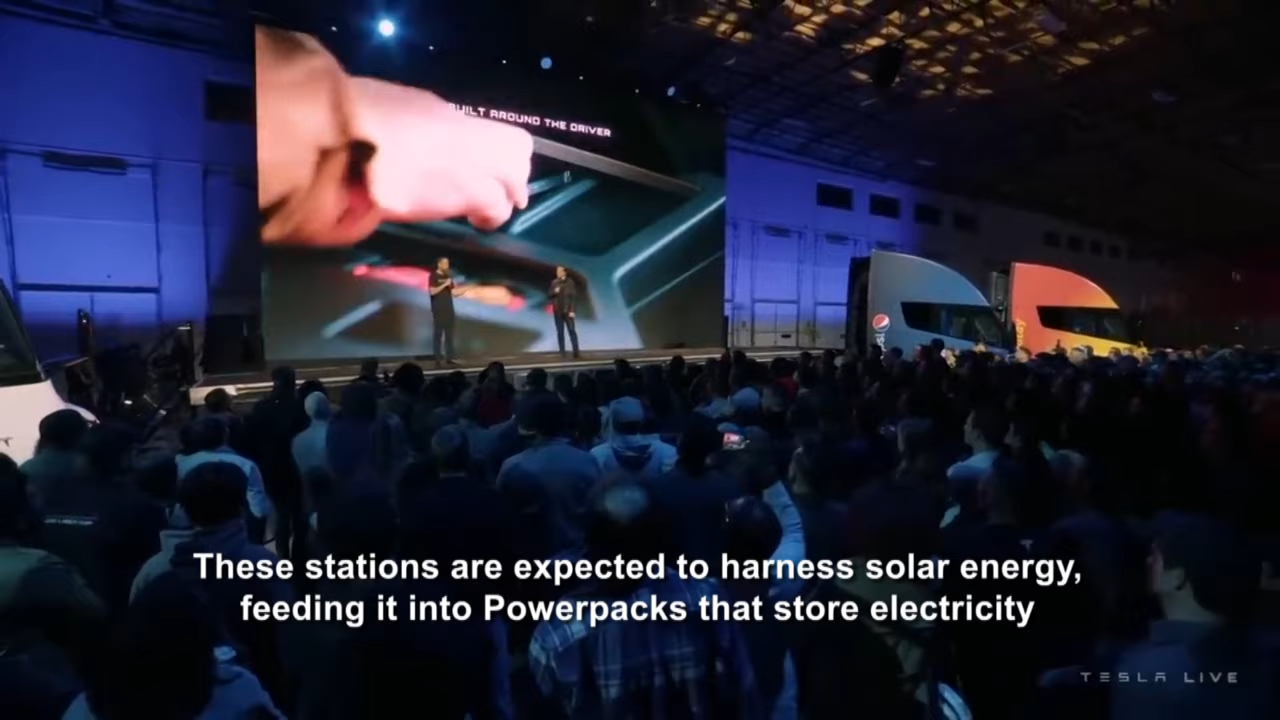 BUILT AROUND THE DRIVER
These stations are expected to harness solar energy,
feeding it into Powerpacks that store electricity
TESLA LIVE